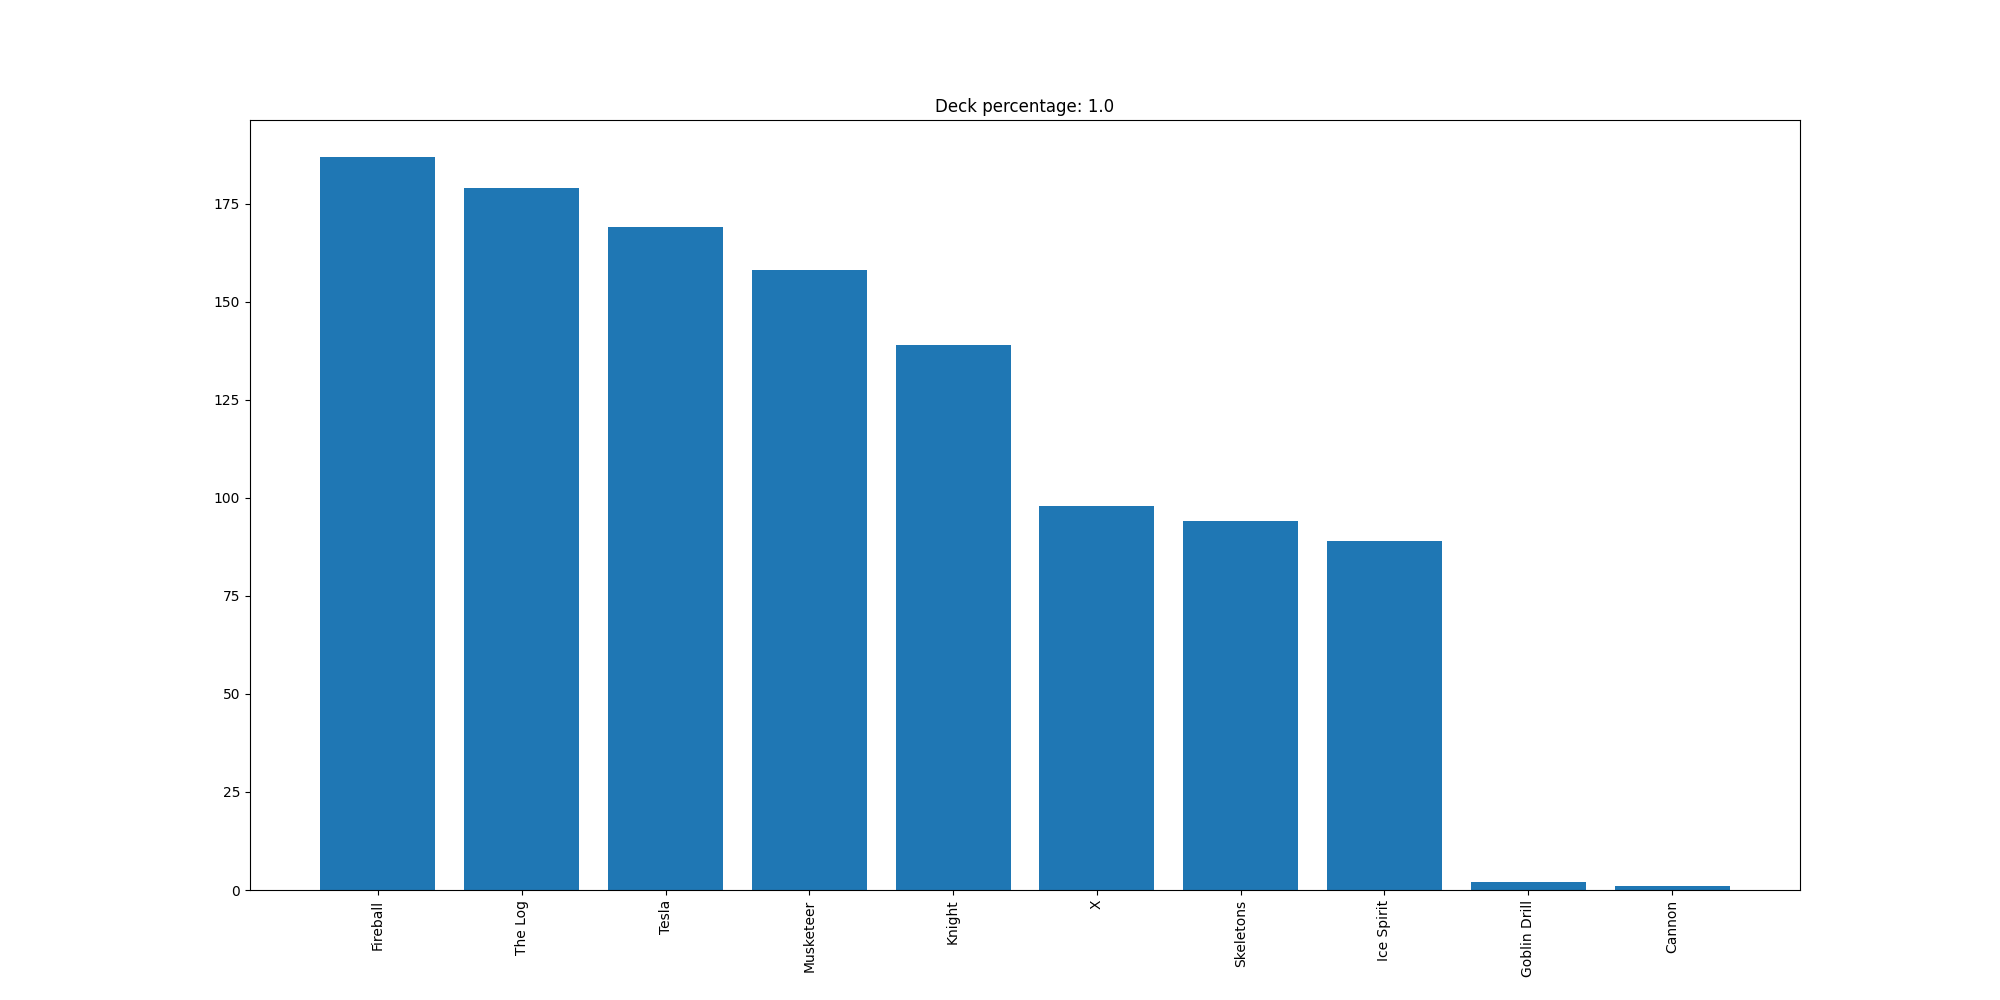 Deck percentage: 1.0
175
150
125
100
75
50
25
0
Fireball
The Log
Tesla
Musketeer
Knight
X
Skeletons
Ice Spirit
Goblin Drill
Cannon